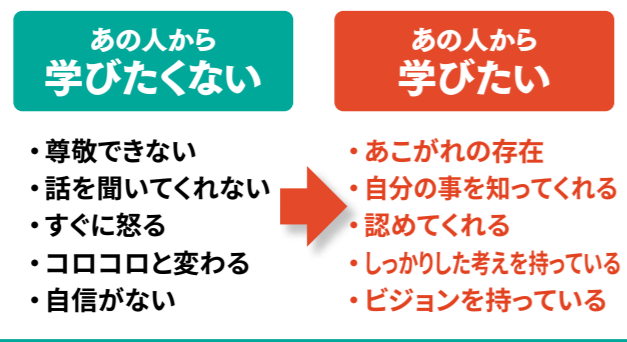 あの人から
学びたくない
・尊敬できない
・話を聞いてくれない
・すぐに怒る
・コロコロと変わる
・自信がない
あの人から
学びたい
・あこがれの存在
・自分の事を知ってくれる
・認めてくれる
・しっかりした考えを持っている
・ビジョンを持っている